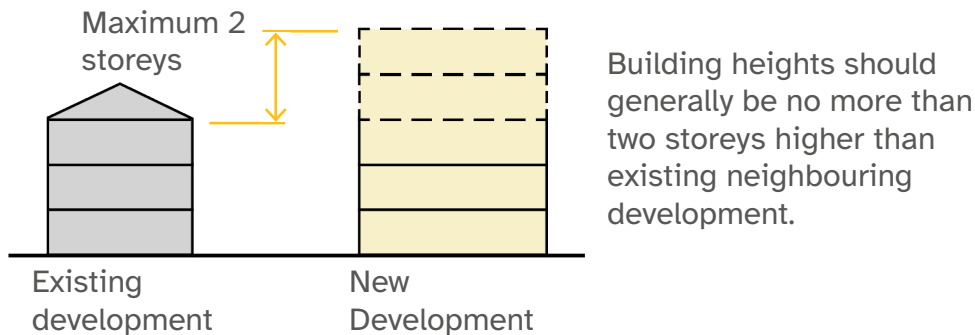 Maximum 2
storeys
Building heights should
generally be no more than
two storeys higher than
existing neighbouring
development.
Existing
development
New
Development